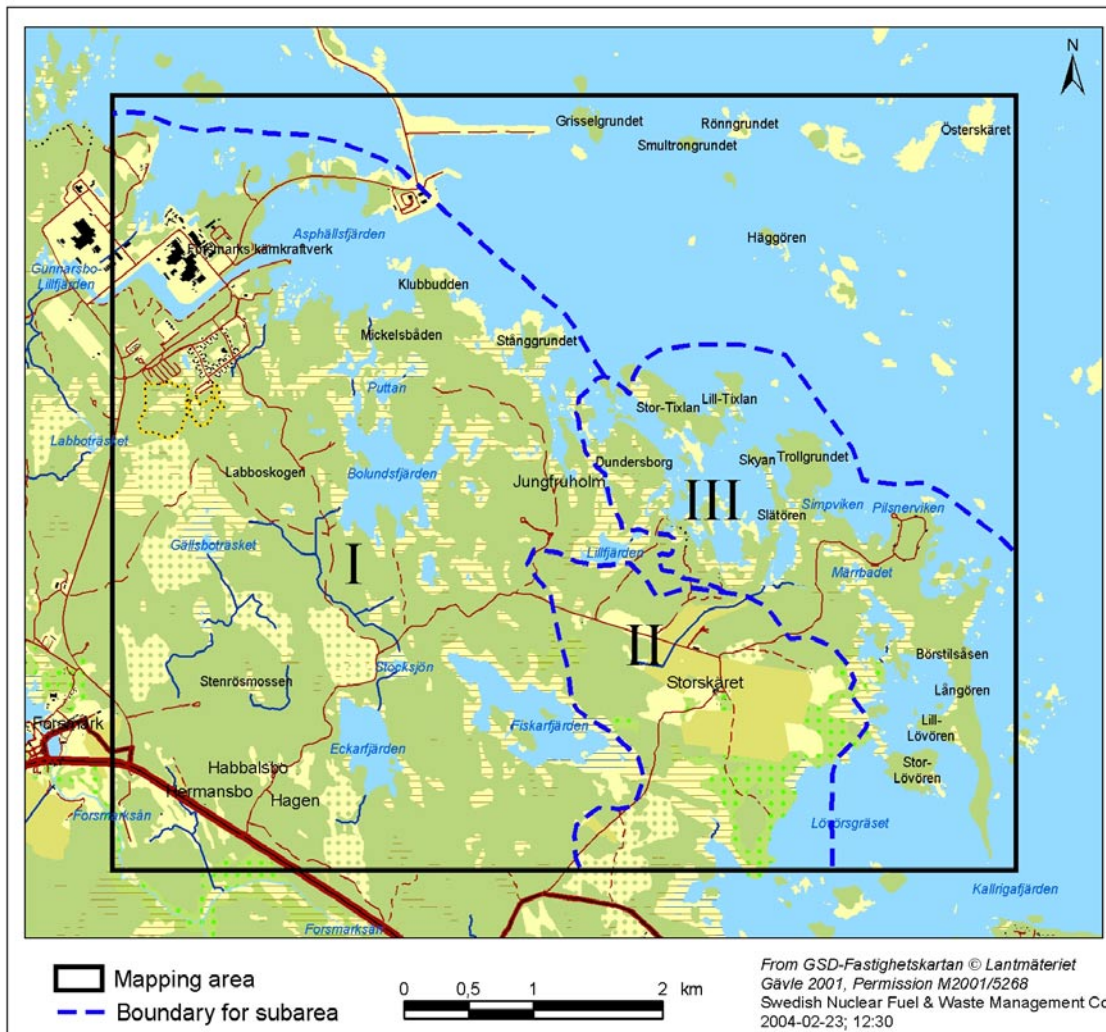 N
Grisselgrundet
Rönngrundet
Österskäret
Smultrongrundet
Asphällsfjärden
Häggören
Forsmarks kärnkraftverk
Gunnarsbo-
Lillfjärden
Klubbudden
Mickelsbåden
Stånggrundet
Puttan
Lill-Tixlan
Stor-Tixlan
Labboträsket
Labboskogen
Bolundsfjärden
Dundersborg
Skyan
Trollgrundet
Jungfruholm
III
Slätören
Simpviken
Pilsnerviken
Gällsboträsket
I
Lillfjärden
Märrbadet
II
Stocksjön
Börstilsåsen
Stenrösmossen
Storskäret
Långören
Forsmark
Fiskarfjärden
Lill-
Lövören
Eckarfjärden
Habbalsbo
Stor-
Lövören
Hermansbo
Hagen
Forsmarksån
Lövörsgräset
Kallrigafjärden
Forsmarksån
Mapping area
Boundary for subarea
0 0,5 1 2 km
From GSD-Fastighetskartan © Lantmäteriet
Gävle 2001, Permission M2001/5268
Swedish Nuclear Fuel & Waste Management Co
2004-02-23; 12:30